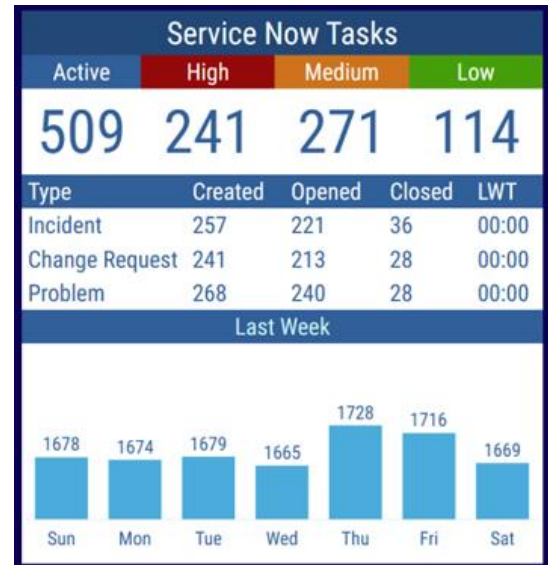 Service Now Tasks
Active High Medium Low
509 241 271 114
Type Created Opened Closed LWT
Incident 257 221 36 00:00
Change Request 241 213 28 00:00
Problem 268 240 28 00:00
Last Week
1678 1674 1679 1665 1728 1716 1669
Sun Mon Tue Wed Thu Fri Sat